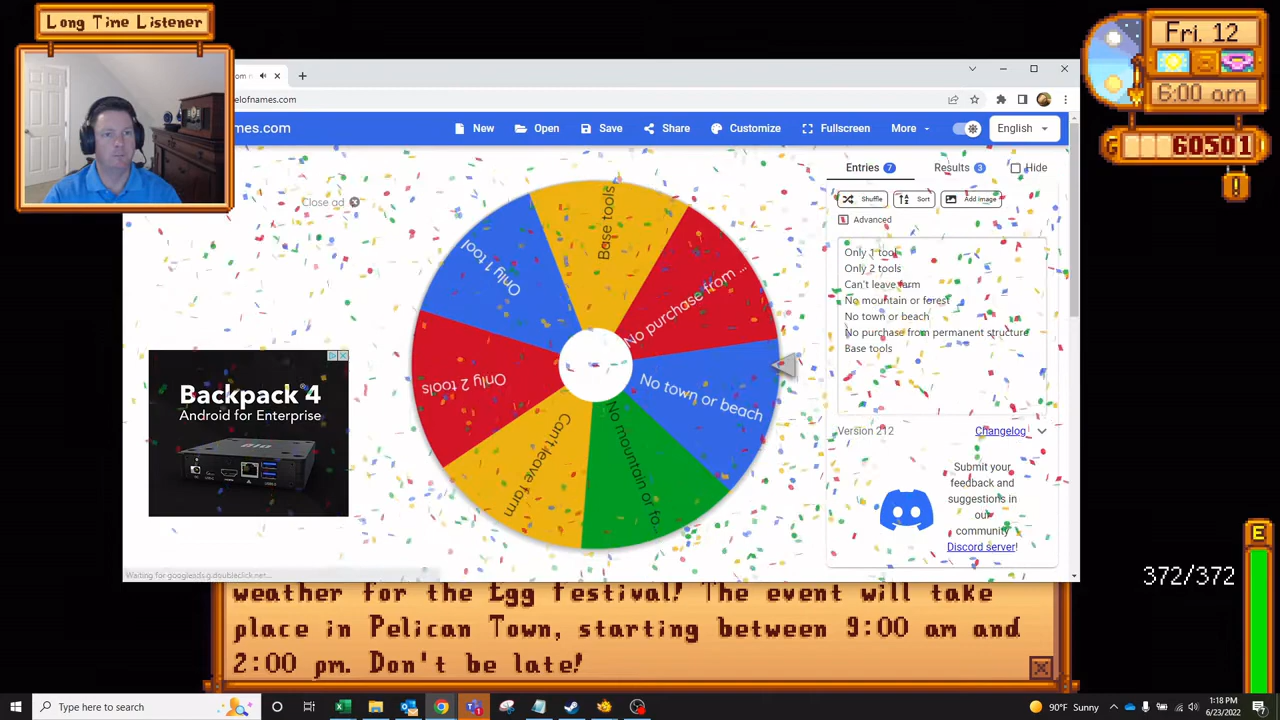 Long Time Listener
Fri. 12
6:00 am
60501
elofnames.com
mes.com
New
Open
Save
Share
Customize
Fullscreen
More
English
Close ad
Entries 7
Results 3
Hide
Shuffle
Sort
Add image
Advanced
Only 1 tool
Only 2 tools
Can't leave farm
No mountain or forest
No town or beach
No purchase from permanent structure
Base tools
Base tools
No purchase from ...
No town or beach
No mountain or fo...
Can't leave farm
Only 2 tools
Only 1 tool
Backpack 4
Android for Enterprise
Version 212
Changelog
Submit your
feedback and
suggestions in
our
community
Discord server!
Waiting for googleads.g.doubleclick.net...
E
372/372
weather for the Egg Festival! The event will take
place in Pelican Town, starting between 9:00 am and
2:00 pm. Don't be late!
Type here to search
90°F Sunny
1:18 PM
6/23/2022